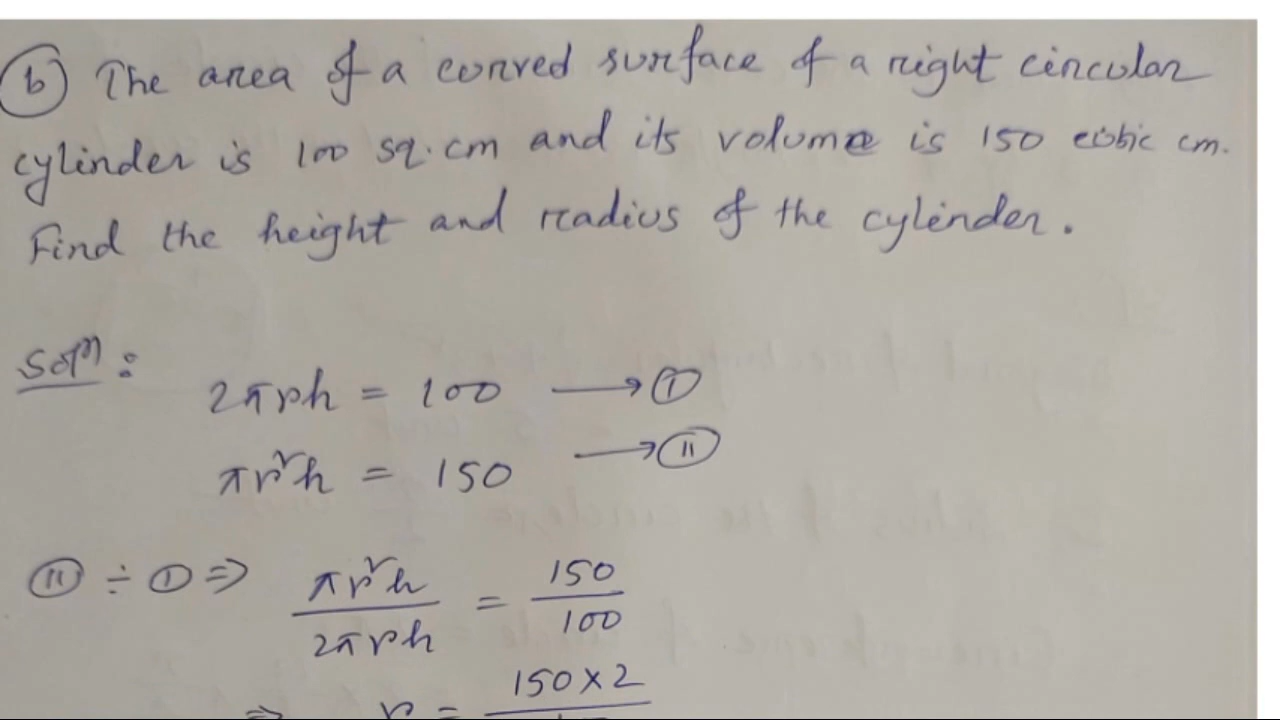 (b) The area of a curved surface of a right circular
cylinder is 100 sq. cm and its volume is 150 cubic cm.
Find the height and radius of the cylinder.
Solⁿ:
2πrh = 100 ⟶ (I)
πr²h = 150 ⟶ (II)
(II) ÷ (I) ⇒ πr²h / 2πrh = 150 / 100
⇒ r = 150 × 2 /